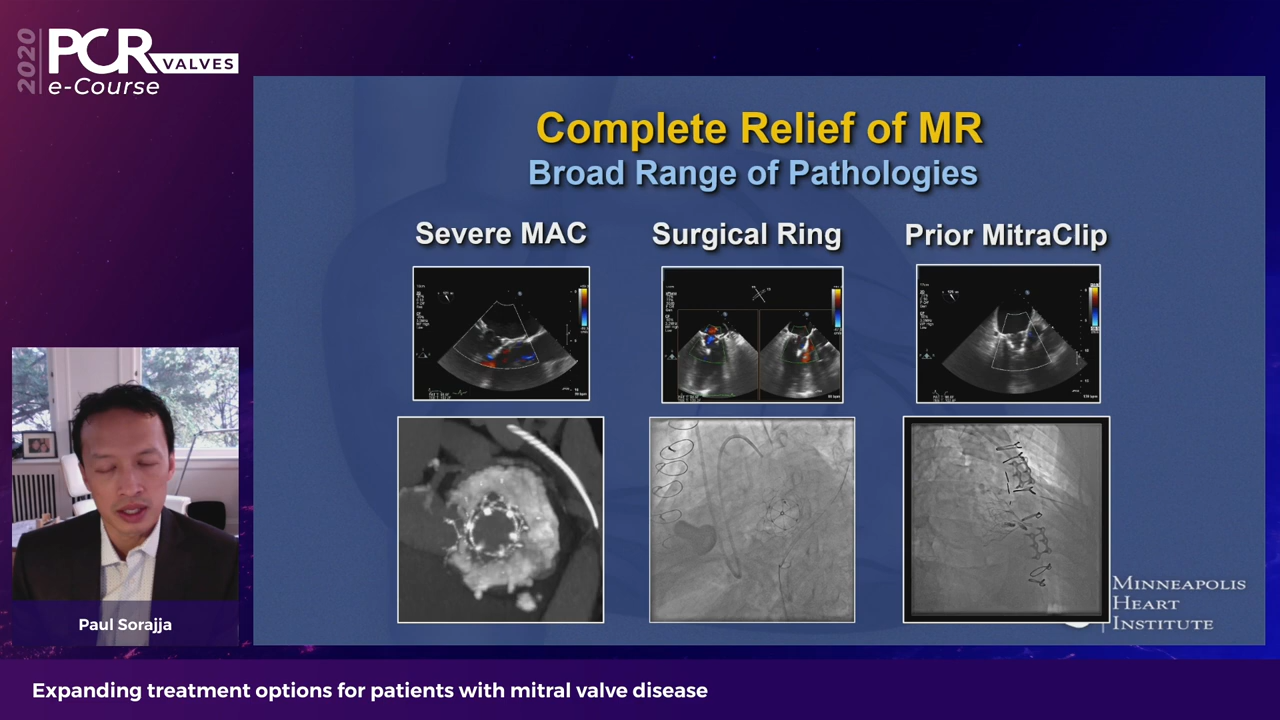 2020
PCR
VALVES
e-Course
Complete Relief of MR
Broad Range of Pathologies
Severe MAC
Surgical Ring
Prior MitraClip
MINNEAPOLIS
HEART
INSTITUTE
Paul Sorajja
Expanding treatment options for patients with mitral valve disease